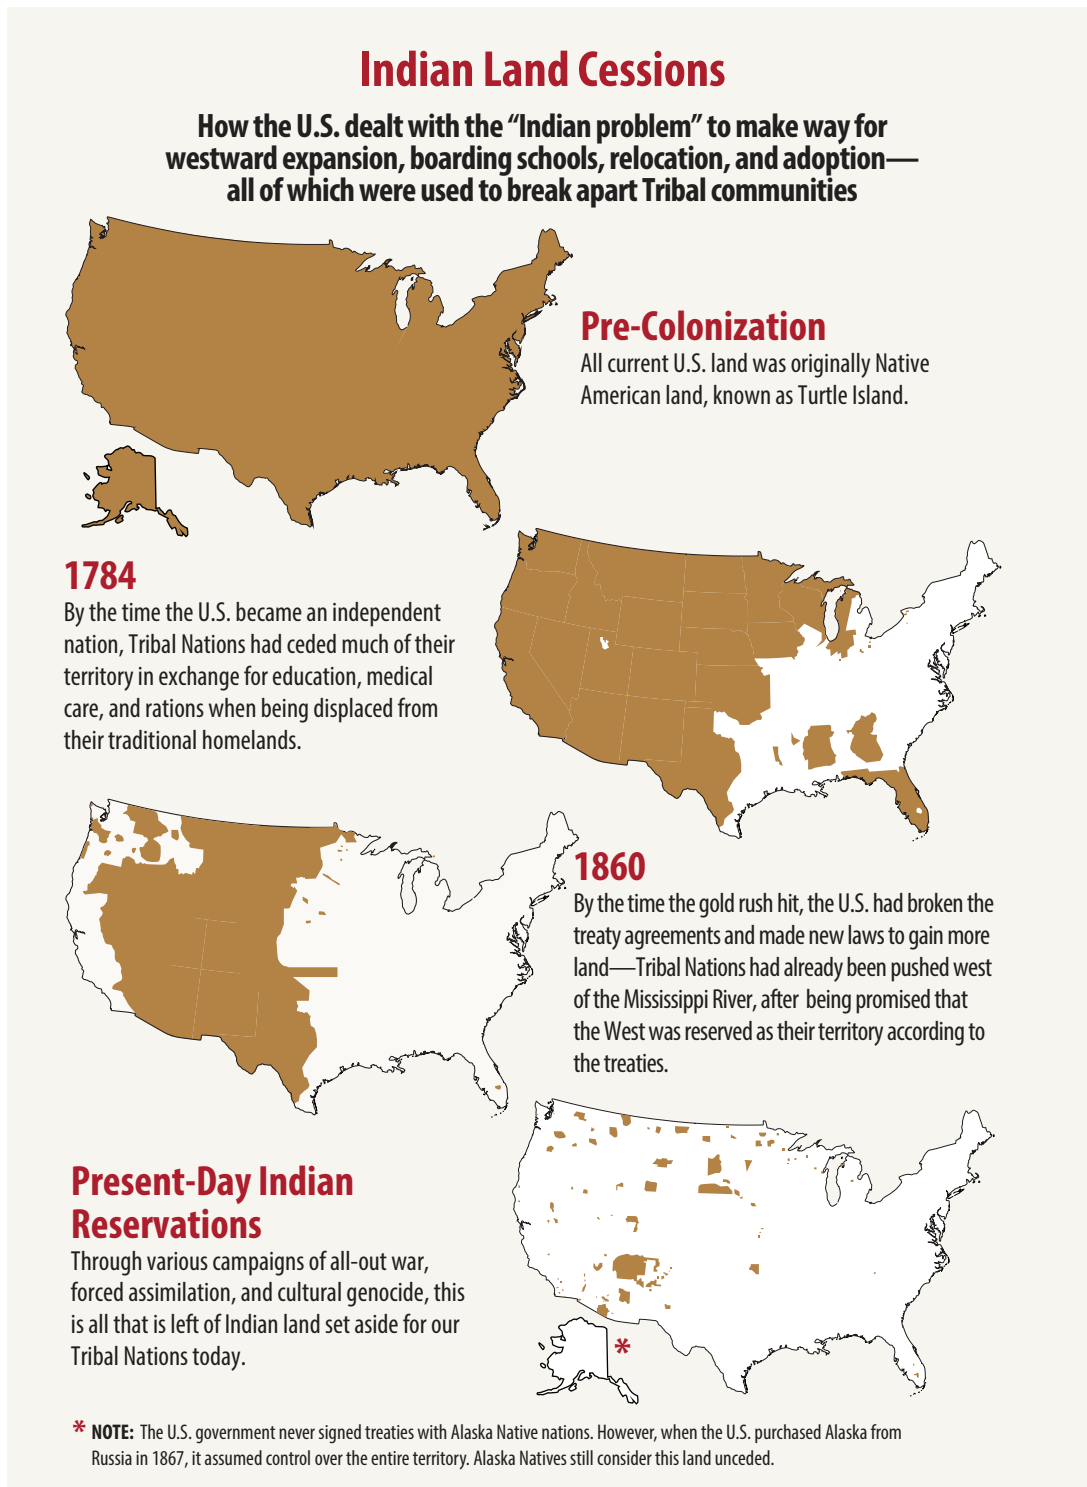 Indian Land Cessions
How the U.S. dealt with the “Indian problem” to make way for
westward expansion, boarding schools, relocation, and adoption—
all of which were used to break apart Tribal communities
Pre-Colonization
All current U.S. land was originally Native
American land, known as Turtle Island.
1784
By the time the U.S. became an independent
nation, Tribal Nations had ceded much of their
territory in exchange for education, medical
care, and rations when being displaced from
their traditional homelands.
1860
By the time the gold rush hit, the U.S. had broken the
treaty agreements and made new laws to gain more
land—Tribal Nations had already been pushed west
of the Mississippi River, after being promised that
the West was reserved as their territory according to
the treaties.
Present-Day Indian
Reservations
Through various campaigns of all-out war,
forced assimilation, and cultural genocide, this
is all that is left of Indian land set aside for our
Tribal Nations today.
*
* NOTE: The U.S. government never signed treaties with Alaska Native nations. However, when the U.S. purchased Alaska from
Russia in 1867, it assumed control over the entire territory. Alaska Natives still consider this land unceded.